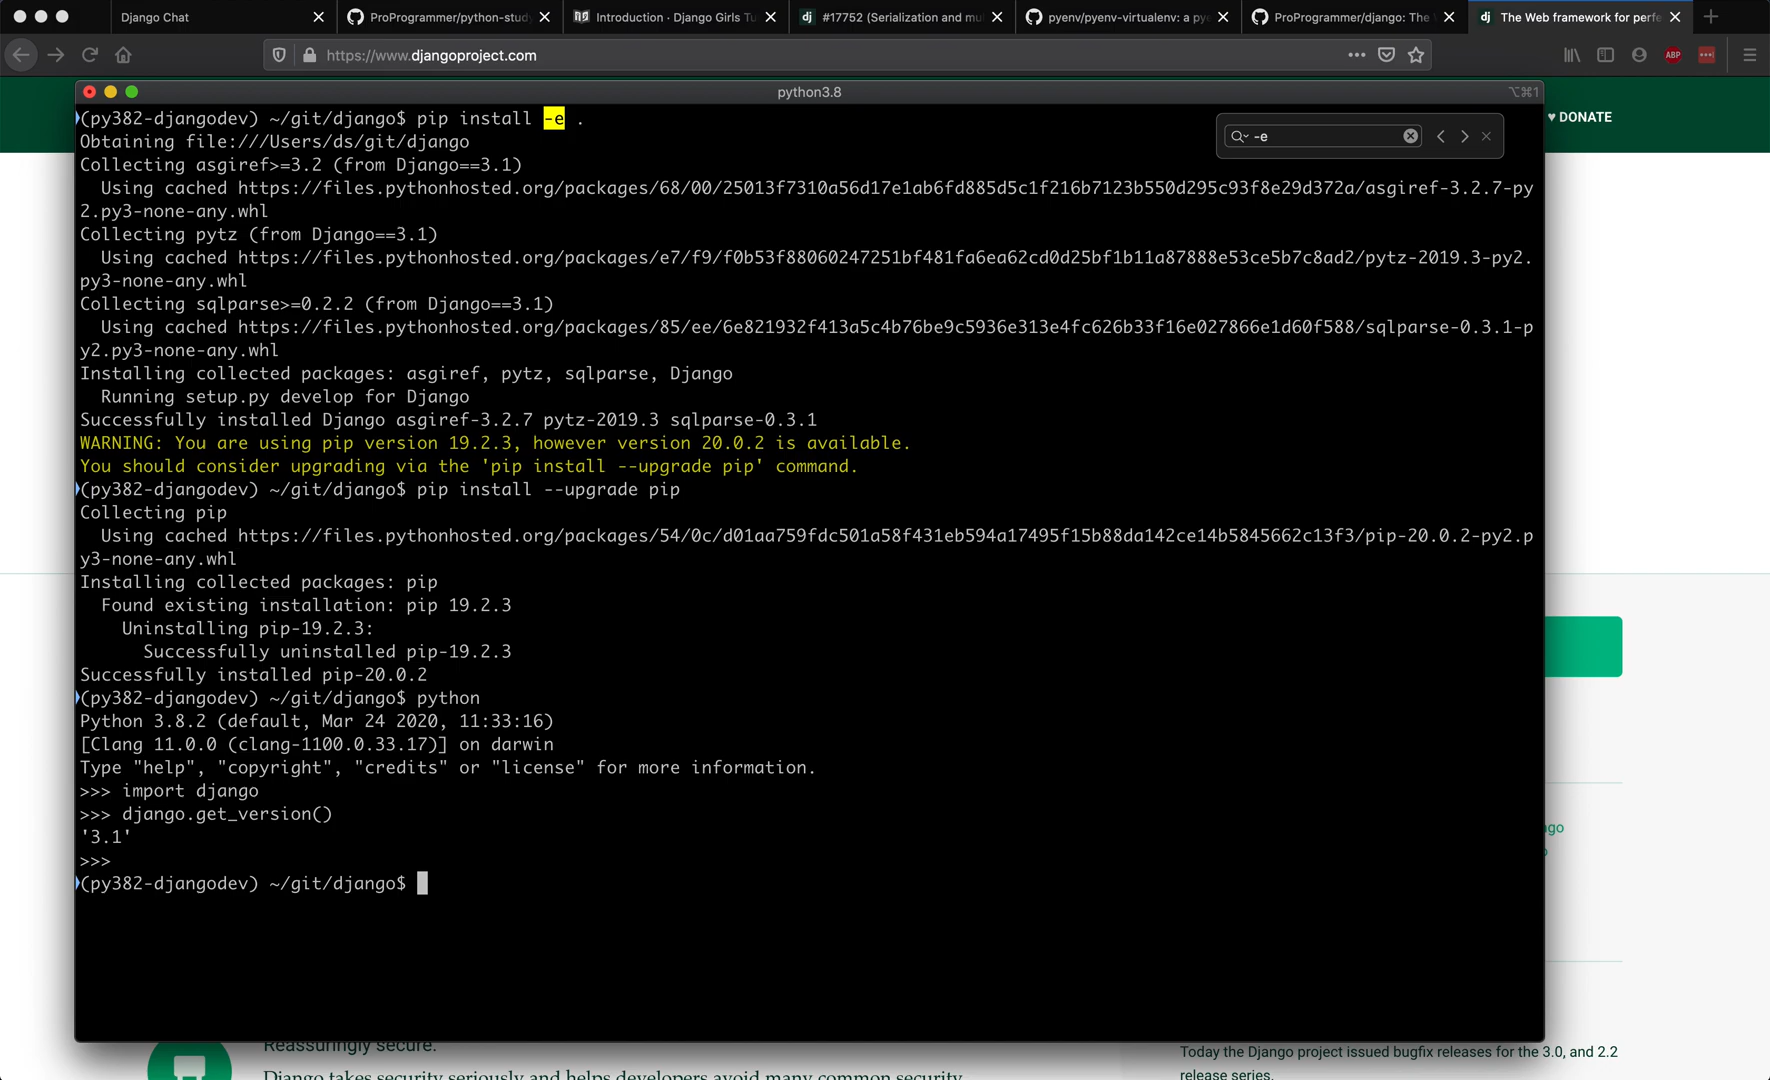 Django Chat
ProProgrammer/python-stud
Introduction · Django Girls Tu
#17752 (Serialization and mu
pyenv/pyenv-virtualenv: a pye
ProProgrammer/django: The
The Web framework for perfe
https://www.djangoproject.com
ABP
python3.8
⌥⌘1
♥ DONATE
(py382-djangodev) ~/git/django$ pip install -e .
-e
Obtaining file:///Users/ds/git/django
Collecting asgiref>=3.2 (from Django==3.1)
Using cached https://files.pythonhosted.org/packages/68/00/25013f7310a56d17e1ab6fd885d5c1f216b7123b550d295c93f8e29d372a/asgiref-3.2.7-py
2.py3-none-any.whl
Collecting pytz (from Django==3.1)
Using cached https://files.pythonhosted.org/packages/e7/f9/f0b53f88060247251bf481fa6ea62cd0d25bf1b11a87888e53ce5b7c8ad2/pytz-2019.3-py2.
py3-none-any.whl
Collecting sqlparse>=0.2.2 (from Django==3.1)
Using cached https://files.pythonhosted.org/packages/85/ee/6e821932f413a5c4b76be9c5936e313e4fc626b33f16e027866e1d60f588/sqlparse-0.3.1-p
y2.py3-none-any.whl
Installing collected packages: asgiref, pytz, sqlparse, Django
Running setup.py develop for Django
Successfully installed Django asgiref-3.2.7 pytz-2019.3 sqlparse-0.3.1
WARNING: You are using pip version 19.2.3, however version 20.0.2 is available.
You should consider upgrading via the 'pip install --upgrade pip' command.
(py382-djangodev) ~/git/django$ pip install --upgrade pip
Collecting pip
Using cached https://files.pythonhosted.org/packages/54/0c/d01aa759fdc501a58f431eb594a17495f15b88da142ce14b5845662c13f3/pip-20.0.2-py2.p
y3-none-any.whl
Installing collected packages: pip
Found existing installation: pip 19.2.3
Uninstalling pip-19.2.3:
Successfully uninstalled pip-19.2.3
Successfully installed pip-20.0.2
(py382-djangodev) ~/git/django$ python
Python 3.8.2 (default, Mar 24 2020, 11:33:16)
[Clang 11.0.0 (clang-1100.0.33.17)] on darwin
Type "help", "copyright", "credits" or "license" for more information.
>>> import django
>>> django.get_version()
'3.1'
>>>
(py382-djangodev) ~/git/django$
ngo
Reassuringly secure.
Django takes security seriously and helps developers avoid many common security
Today the Django project issued bugfix releases for the 3.0, and 2.2
release series.